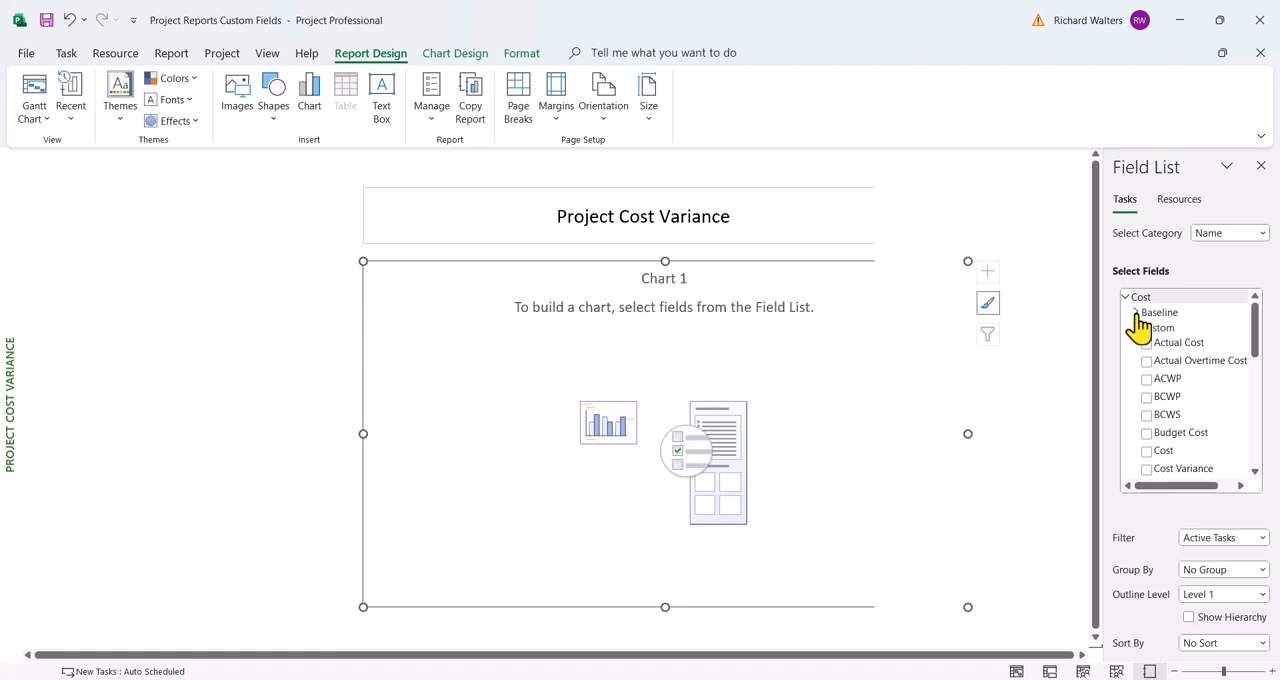 Project Reports Custom Fields - Project Professional
Richard Walters RW
File Task Resource Report Project View Help Report Design Chart Design Format Tell me what you want to do
Gantt Chart Recent
View
Themes Colors Fonts Effects
Themes
Images Shapes Chart Table Text Box
Insert
Manage Copy Report
Report
Page Breaks Margins Orientation Size
Page Setup
PROJECT COST VARIANCE
Project Cost Variance
Chart 1
To build a chart, select fields from the Field List.
Field List
Tasks Resources
Select Category Name
Select Fields
Cost
Baseline
stom
Actual Cost
Actual Overtime Cost
ACWP
BCWP
BCWS
Budget Cost
Cost
Cost Variance
Filter Active Tasks
Group By No Group
Outline Level Level 1
Show Hierarchy
Sort By No Sort
New Tasks : Auto Scheduled